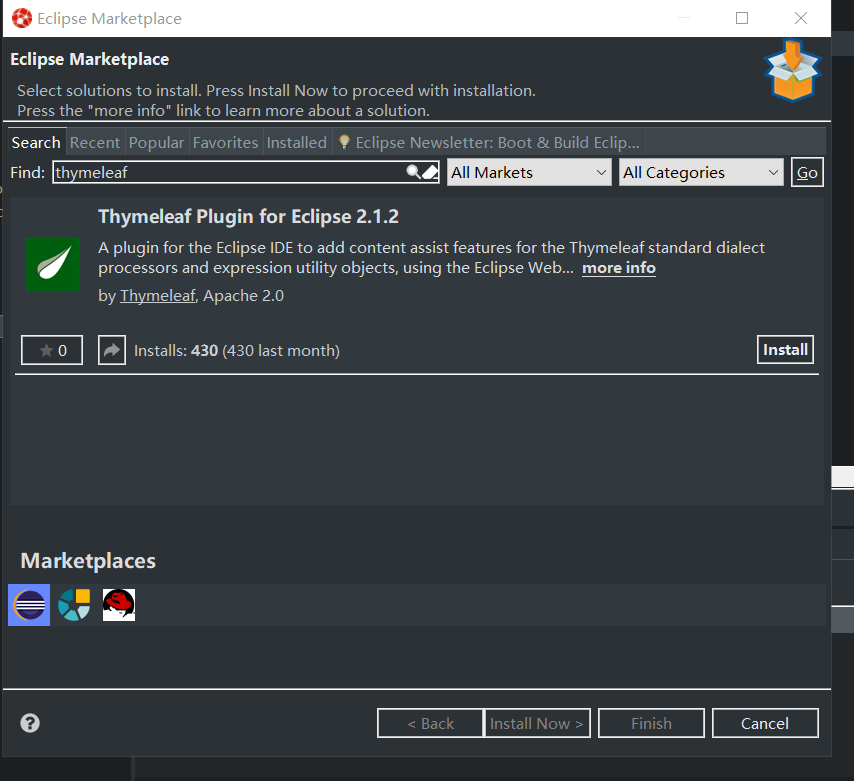 Eclipse Marketplace
Eclipse Marketplace
Select solutions to install. Press Install Now to proceed with installation.
Press the "more info" link to learn more about a solution.
Search Recent Popular Favorites Installed Eclipse Newsletter: Boot & Build Eclip...
Find: thymeleaf All Markets All Categories Go
Thymeleaf Plugin for Eclipse 2.1.2
A plugin for the Eclipse IDE to add content assist features for the Thymeleaf standard dialect
processors and expression utility objects, using the Eclipse Web... more info
by Thymeleaf, Apache 2.0
0 Installs: 430 (430 last month) Install
Marketplaces
? < Back Install Now > Finish Cancel